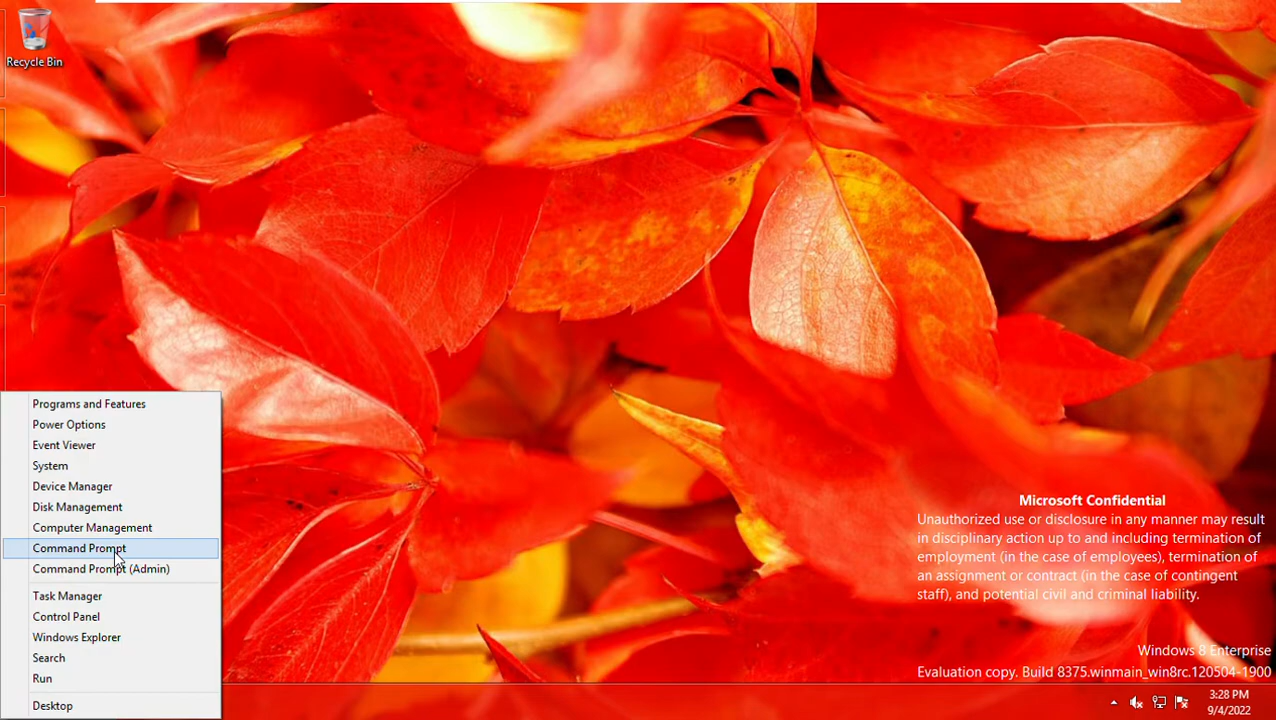 Recycle Bin
Programs and Features
Power Options
Event Viewer
System
Device Manager
Disk Management
Computer Management
Command Prompt
Command Prompt (Admin)
Task Manager
Control Panel
Windows Explorer
Search
Run
Desktop
Microsoft Confidential
Unauthorized use or disclosure in any manner may result
in disciplinary action up to and including termination of
employment (in the case of employees), termination of
an assignment or contract (in the case of contingent
staff), and potential civil and criminal liability.
Windows 8 Enterprise
Evaluation copy. Build 8375.winmain_win8rc.120504-1900
3:28 PM
9/4/2022